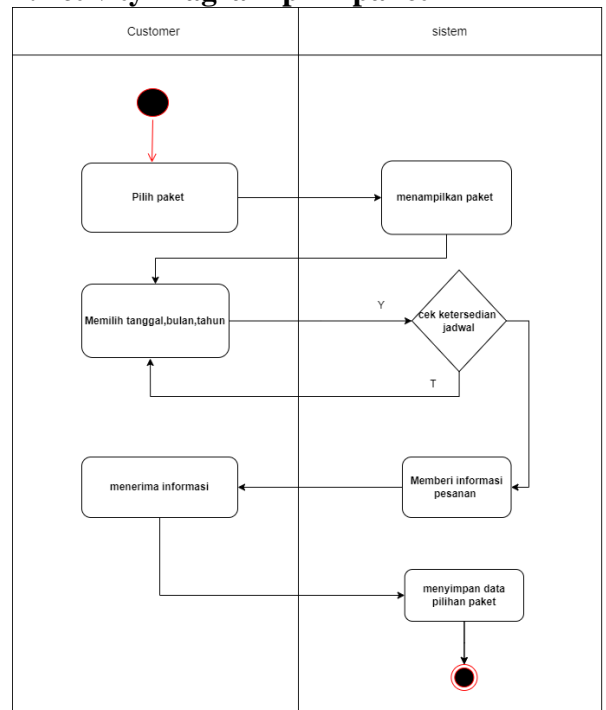 Customer
sistem
Pilih paket
menampilkan paket
Memilih tanggal,bulan,tahun
Y
cek ketersedian
jadwal
T
menerima informasi
Memberi informasi
pesanan
menyimpan data
pilihan paket